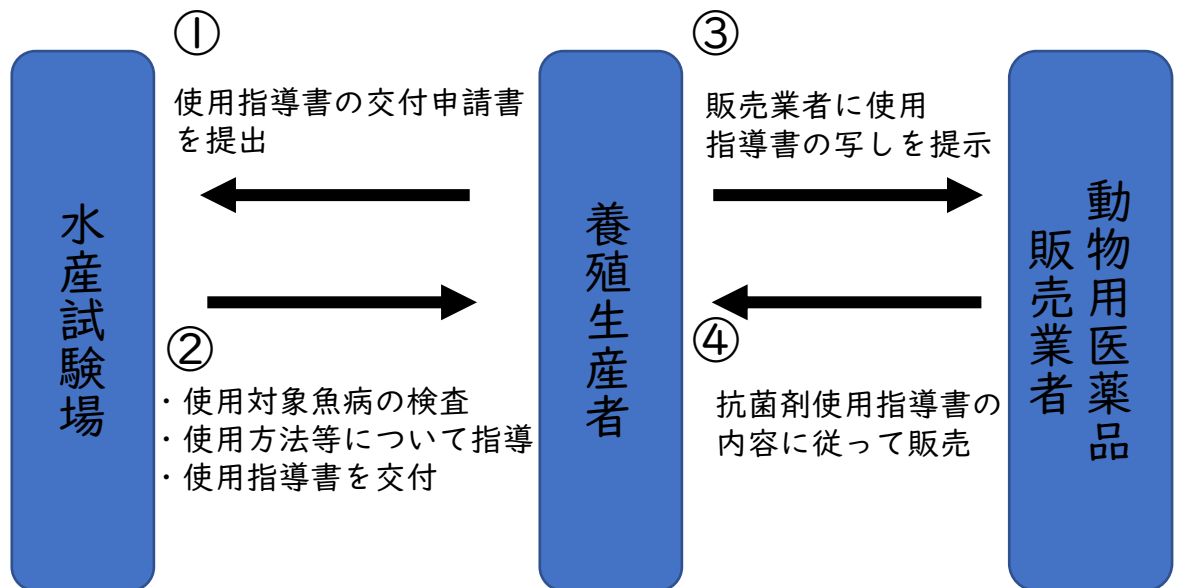 ①
使用指導書の交付申請書
を提出
③
販売業者に使用
指導書の写しを提示
水産試験場
養殖生産者
動物用医薬品
販売業者
②
・使用対象魚病の検査
・使用方法等について指導
・使用指導書を交付
④
抗菌剤使用指導書の
内容に従って販売